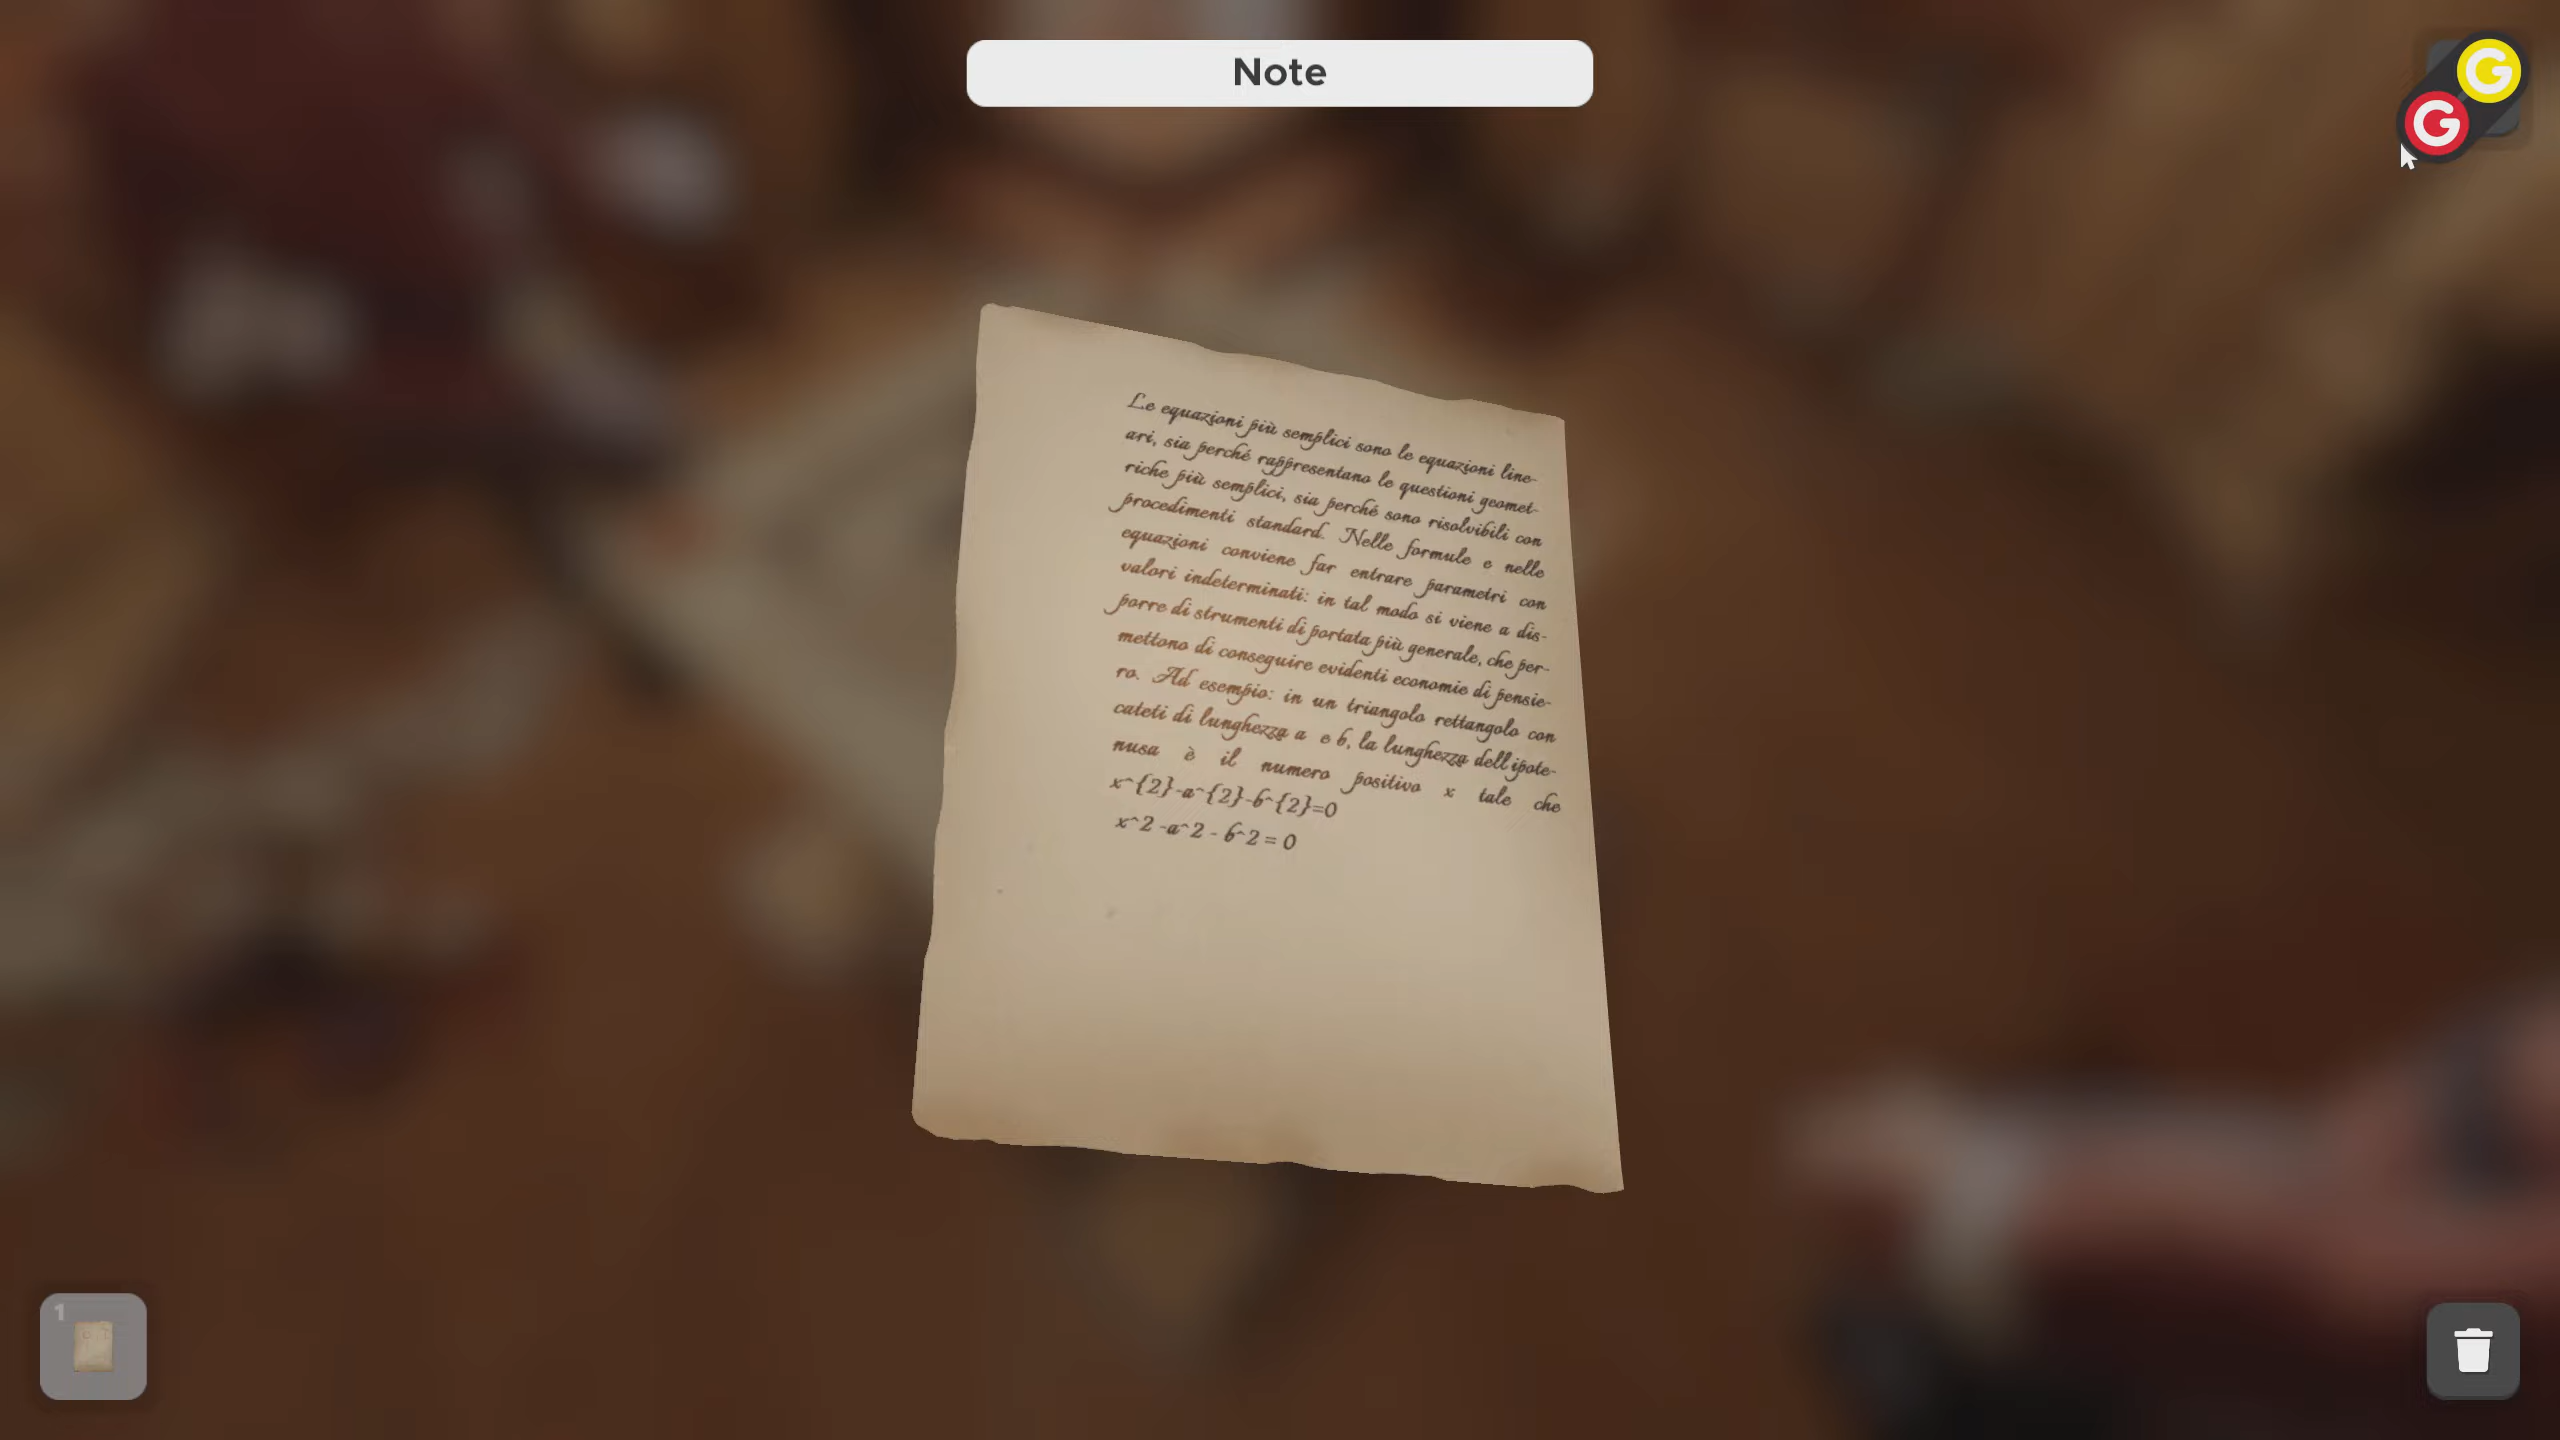 Note
Le equazioni più semplici sono le equazioni line-
ari, sia perché rappresentano le questioni geomet-
riche più semplici, sia perché sono risolvibili con
procedimenti standard. Nelle formule e nelle
equazioni conviene far entrare parametri con
valori indeterminati: in tal modo si viene a dis-
porre di strumenti di portata più generale, che per-
mettono di conseguire evidenti economie di pensie-
ro. Ad esempio: in un triangolo rettangolo con
cateti di lunghezza a e b, la lunghezza dell'ipote-
nusa è il numero positivo x tale che
x^{2}-a^{2}-b^{2}=0
x^2 -a^2 - b^2 = 0
G
G
1